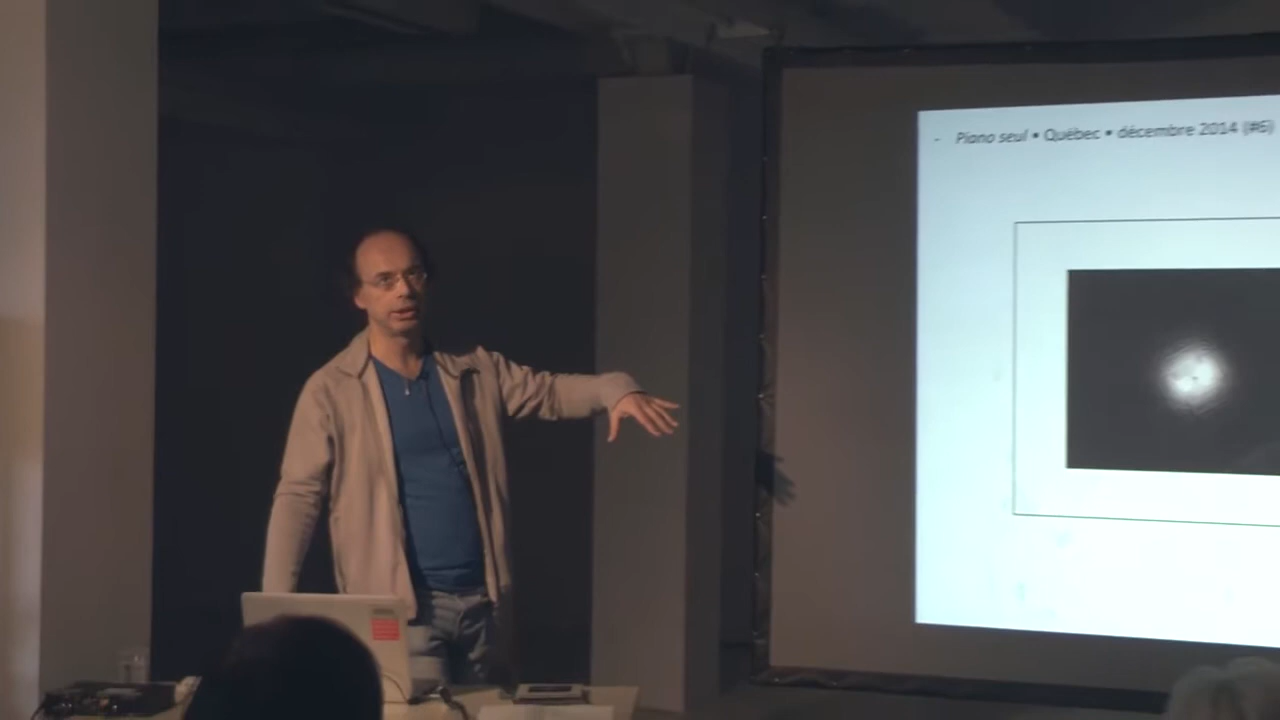 - Piano seul • Québec • décembre 2014 (#6)